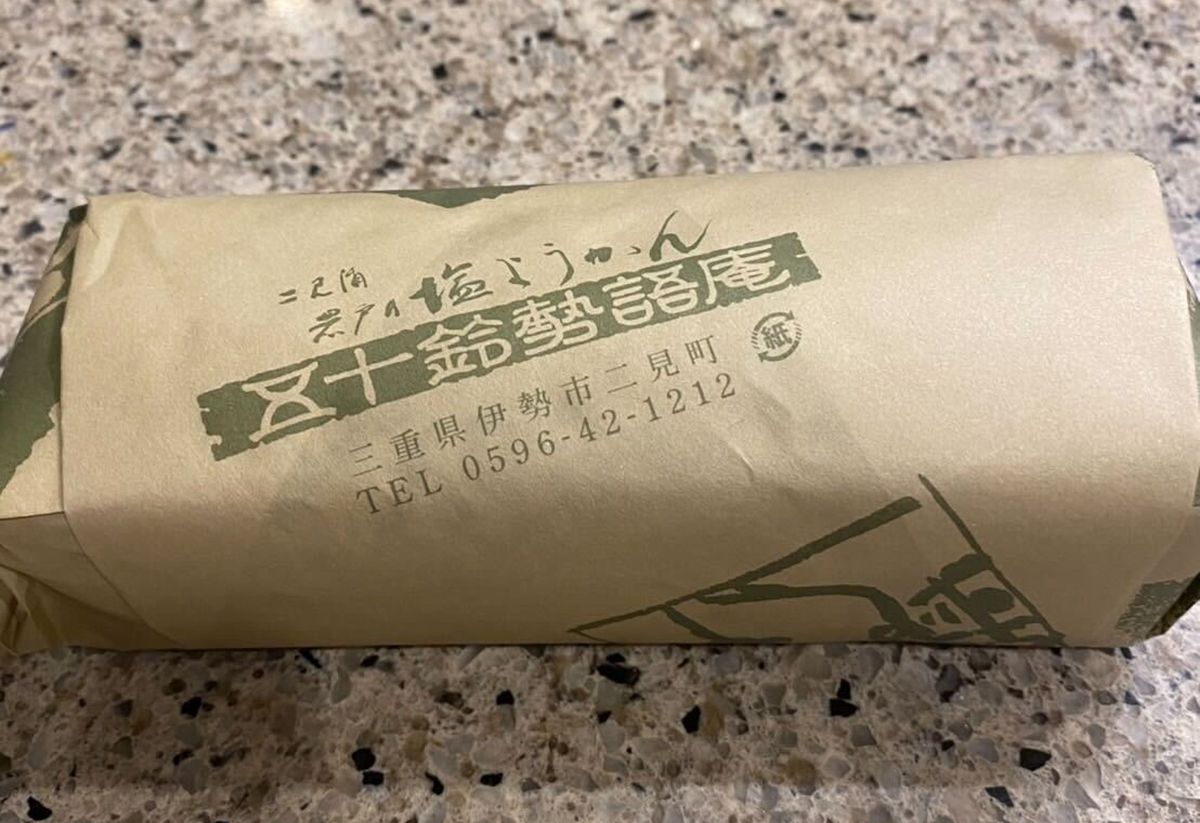 二見浦
岩戸の塩ようかん
五十鈴勢語庵
紙
三重県伊勢市二見町
TEL 0596-42-1212